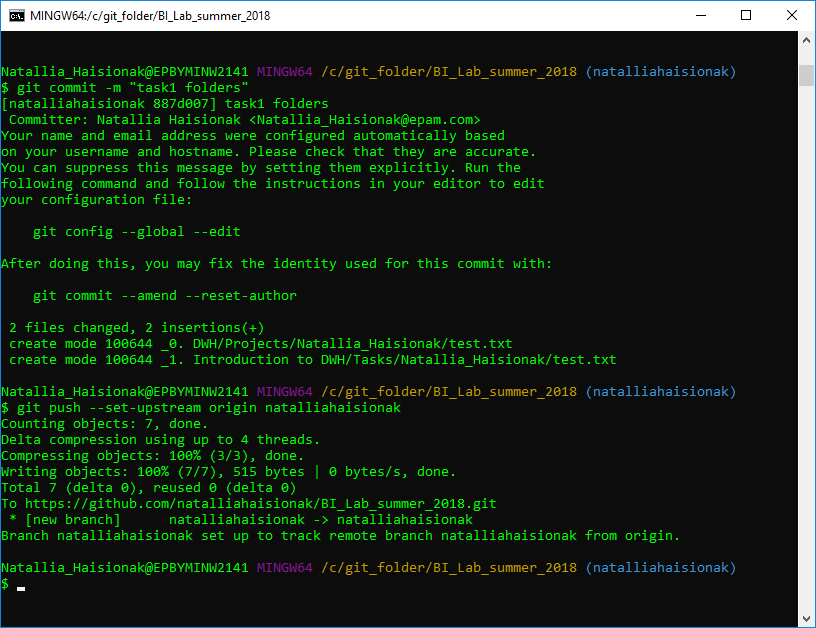 MINGW64:/c/git_folder/BI_Lab_summer_2018
Natallia_Haisionak@EPBYMINW2141 MINGW64 /c/git_folder/BI_Lab_summer_2018 (natalliahaisionak)
$ git commit -m "task1 folders"
[natalliahaisionak 887d007] task1 folders
 Committer: Natallia Haisionak <Natallia_Haisionak@epam.com>
Your name and email address were configured automatically based
on your username and hostname. Please check that they are accurate.
You can suppress this message by setting them explicitly. Run the
following command and follow the instructions in your editor to edit
your configuration file:
    git config --global --edit
After doing this, you may fix the identity used for this commit with:
    git commit --amend --reset-author
 2 files changed, 2 insertions(+)
 create mode 100644 _0. DWH/Projects/Natallia_Haisionak/test.txt
 create mode 100644 _1. Introduction to DWH/Tasks/Natallia_Haisionak/test.txt
Natallia_Haisionak@EPBYMINW2141 MINGW64 /c/git_folder/BI_Lab_summer_2018 (natalliahaisionak)
$ git push --set-upstream origin natalliahaisionak
Counting objects: 7, done.
Delta compression using up to 4 threads.
Compressing objects: 100% (3/3), done.
Writing objects: 100% (7/7), 515 bytes | 0 bytes/s, done.
Total 7 (delta 0), reused 0 (delta 0)
To https://github.com/natalliahaisionak/BI_Lab_summer_2018.git
 * [new branch]      natalliahaisionak -> natalliahaisionak
Branch natalliahaisionak set up to track remote branch natalliahaisionak from origin.
Natallia_Haisionak@EPBYMINW2141 MINGW64 /c/git_folder/BI_Lab_summer_2018 (natalliahaisionak)
$